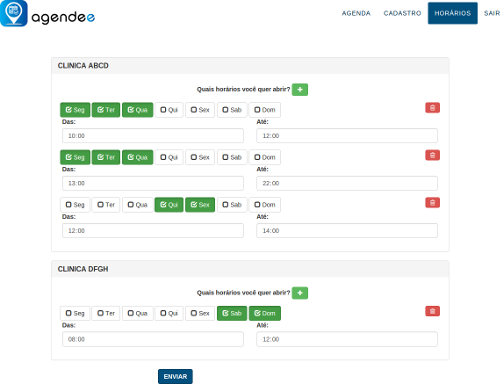 agendee AGENDA CADASTRO HORÁRIOS SAIR
CLINICA ABCD
Quais horários você quer abrir? +
Seg Ter Qua Qui Sex Sab Dom
Das: Até:
10:00 12:00
Seg Ter Qua Qui Sex Sab Dom
Das: Até:
13:00 22:00
Seg Ter Qua Qui Sex Sab Dom
Das: Até:
12:00 14:00
CLINICA DFGH
Quais horários você quer abrir? +
Seg Ter Qua Qui Sex Sab Dom
Das: Até:
08:00 12:00
ENVIAR